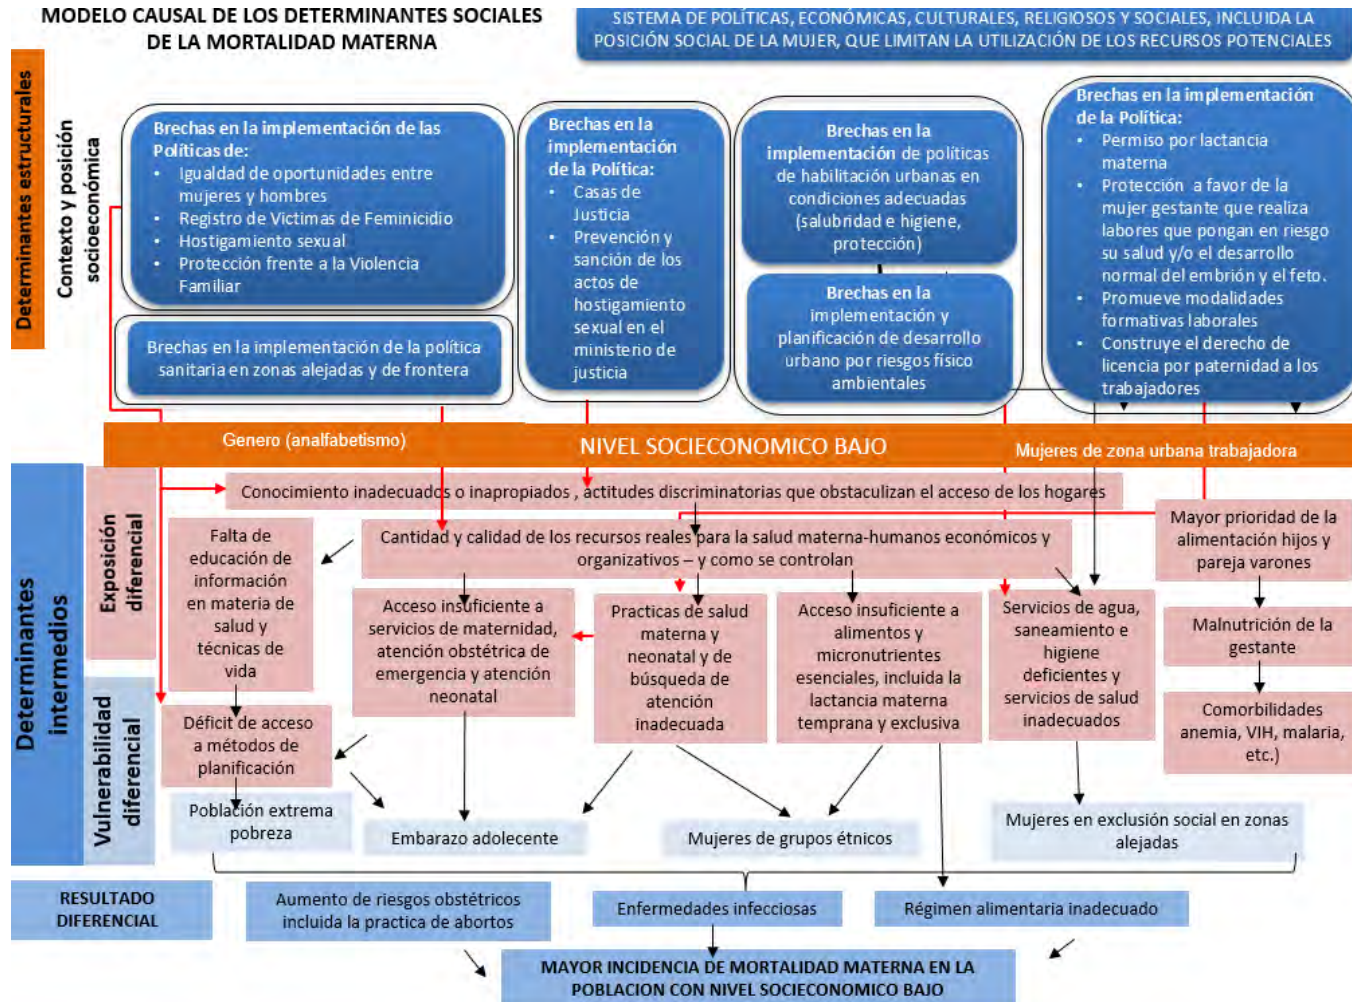 MODELO CAUSAL DE LOS DETERMINANTES SOCIALES
DE LA MORTALIDAD MATERNA
SISTEMA DE POLÍTICAS, ECONÓMICAS, CULTURALES, RELIGIOSOS Y SOCIALES, INCLUIDA LA
POSICIÓN SOCIAL DE LA MUJER, QUE LIMITAN LA UTILIZACIÓN DE LOS RECURSOS POTENCIALES
Determinantes estructurales
Contexto y posición
socioeconómica
Brechas en la implementación de las
Políticas de:
• Igualdad de oportunidades entre
mujeres y hombres
• Registro de Victimas de Feminicidio
• Hostigamiento sexual
• Protección frente a la Violencia
Familiar
Brechas en la implementación de la política
sanitaria en zonas alejadas y de frontera
Brechas en la
implementación
de la Política:
• Casas de
Justicia
• Prevención y
sanción de los
actos de
hostigamiento
sexual en el
ministerio de
justicia
Brechas en la
implementación de políticas
de habilitación urbanas en
condiciones adecuadas
(salubridad e higiene,
protección)
Brechas en la
implementación y
planificación de desarrollo
urbano por riesgos físico
ambientales
Brechas en la implementación
de la Política:
• Permiso por lactancia
materna
• Protección a favor de la
mujer gestante que realiza
labores que pongan en riesgo
su salud y/o el desarrollo
normal del embrión y el feto.
• Promueve modalidades
formativas laborales
• Construye el derecho de
licencia por paternidad a los
trabajadores
Genero (analfabetismo)
NIVEL SOCIECONOMICO BAJO
Mujeres de zona urbana trabajadora
Determinantes
intermedios
Exposición
diferencial
Vulnerabilidad
diferencial
Conocimiento inadecuados o inapropiados , actitudes discriminatorias que obstaculizan el acceso de los hogares
Falta de
educación de
información
en materia de
salud y
técnicas de
vida
Cantidad y calidad de los recursos reales para la salud materna-humanos económicos y
organizativos – y como se controlan
Mayor prioridad de la
alimentación hijos y
pareja varones
Acceso insuficiente a
servicios de maternidad,
atención obstétrica de
emergencia y atención
neonatal
Practicas de salud
materna y
neonatal y de
búsqueda de
atención
inadecuada
Acceso insuficiente a
alimentos y
micronutrientes
esenciales, incluida la
lactancia materna
temprana y exclusiva
Servicios de agua,
saneamiento e
higiene
deficientes y
servicios de salud
inadecuados
Malnutrición de la
gestante
Comorbilidades
anemia, VIH, malaria,
etc.)
Déficit de acceso
a métodos de
planificación
Población extrema
pobreza
Embarazo adolecente
Mujeres de grupos étnicos
Mujeres en exclusión social en zonas
alejadas
RESULTADO
DIFERENCIAL
Aumento de riesgos obstétricos
incluida la practica de abortos
Enfermedades infecciosas
Régimen alimentaria inadecuado
MAYOR INCIDENCIA DE MORTALIDAD MATERNA EN LA
POBLACION CON NIVEL SOCIECONOMICO BAJO